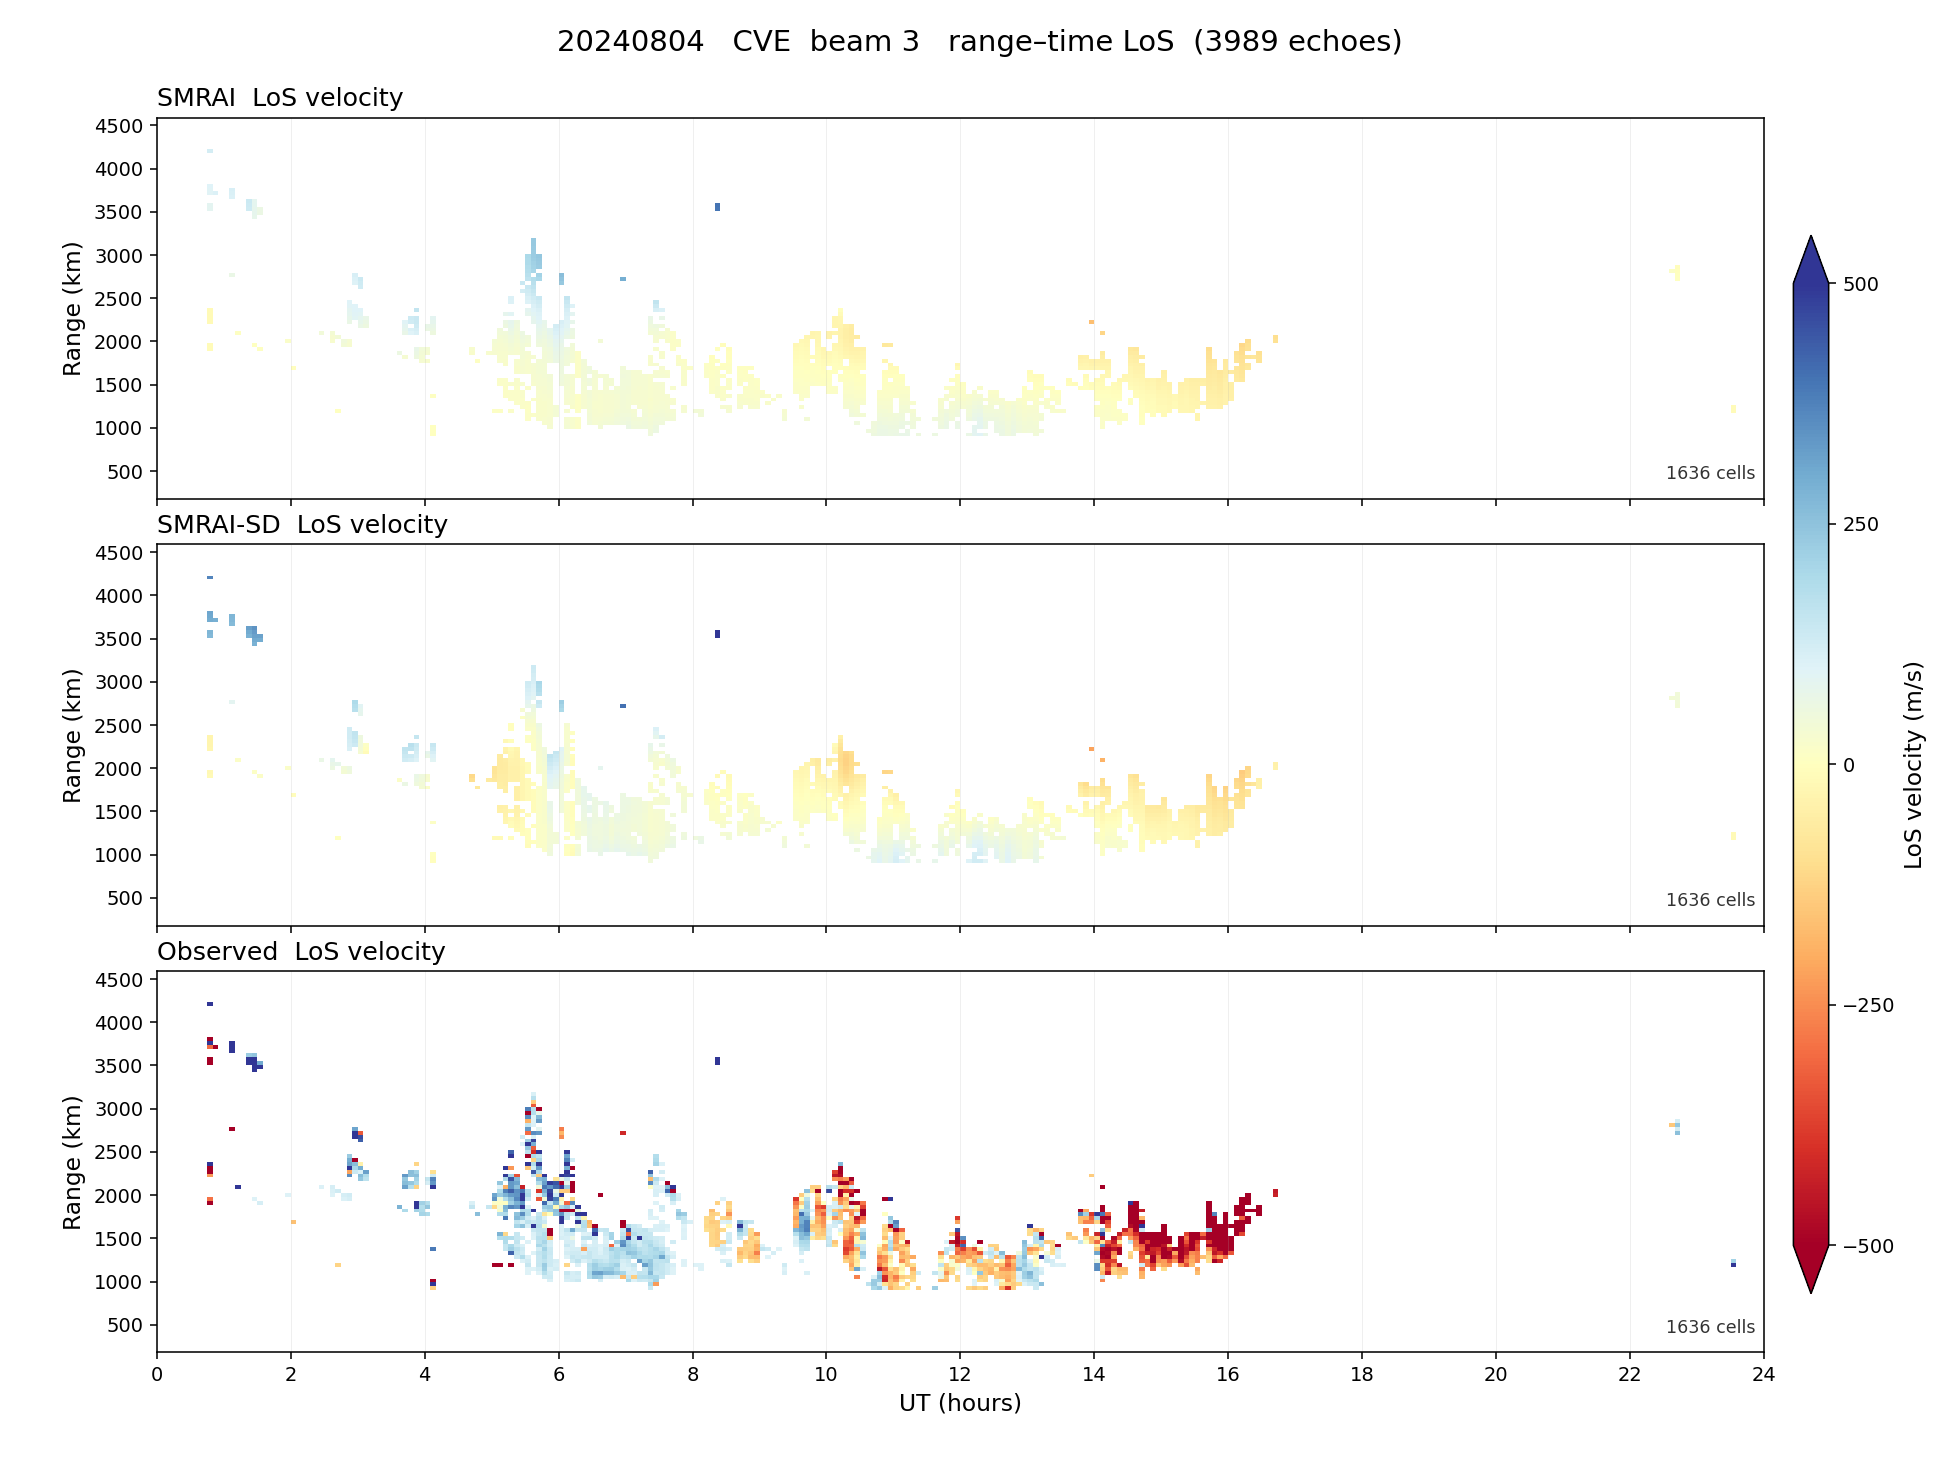 20240804   CVE  beam 3   range–time LoS  (3989 echoes)
SMRAI  LoS velocity
4500
4000
3500
3000
2500
2000
1500
1000
500
Range (km)
1636 cells
SMRAI-SD  LoS velocity
4500
4000
3500
3000
2500
2000
1500
1000
500
Range (km)
1636 cells
Observed  LoS velocity
4500
4000
3500
3000
2500
2000
1500
1000
500
Range (km)
1636 cells
0 2 4 6 8 10 12 14 16 18 20 22 24
UT (hours)
500
250
0
−250
−500
LoS velocity (m/s)